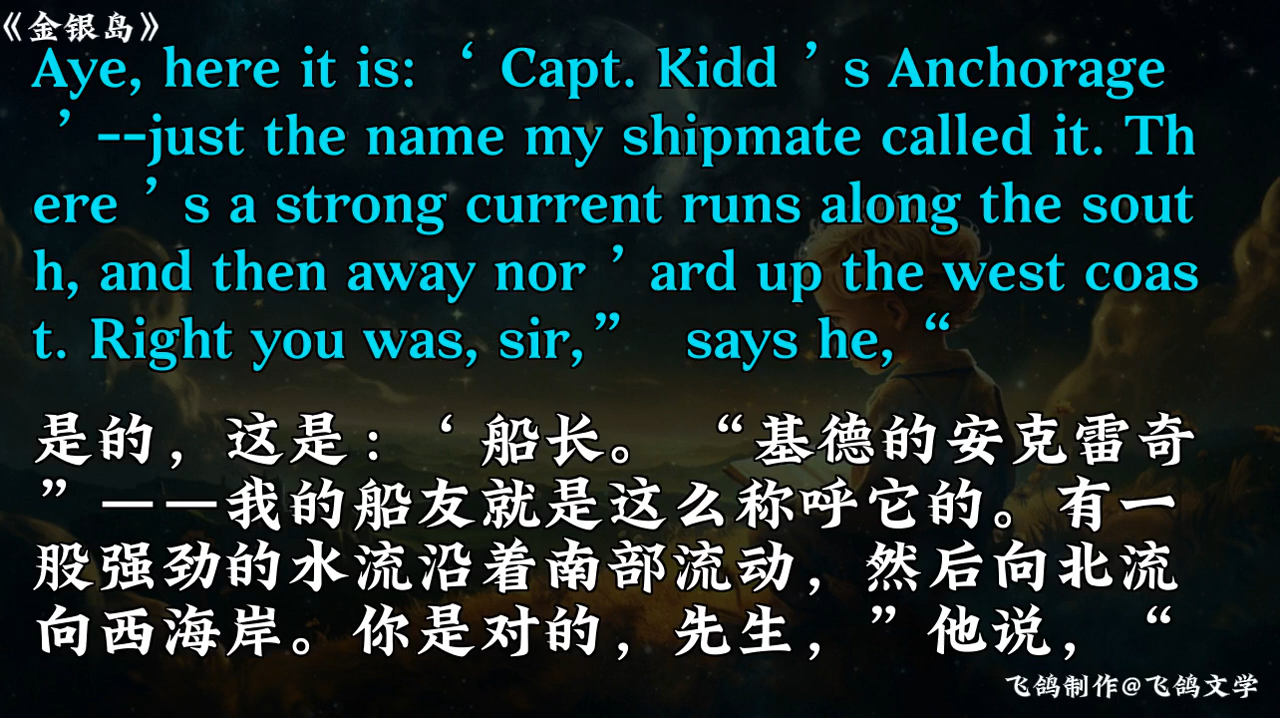 《金银岛》
Aye, here it is: ‘ Capt. Kidd ’ s Anchorage
’ --just the name my shipmate called it. Th
ere ’ s a strong current runs along the sout
h, and then away nor ’ ard up the west coas
t. Right you was, sir,” says he, “
是的，这是：‘ 船长。 “基德的安克雷奇
”——我的船友就是这么称呼它的。有一
股强劲的水流沿着南部流动，然后向北流
向西海岸。你是对的，先生，”他说，“
飞鸽制作@飞鸽文学